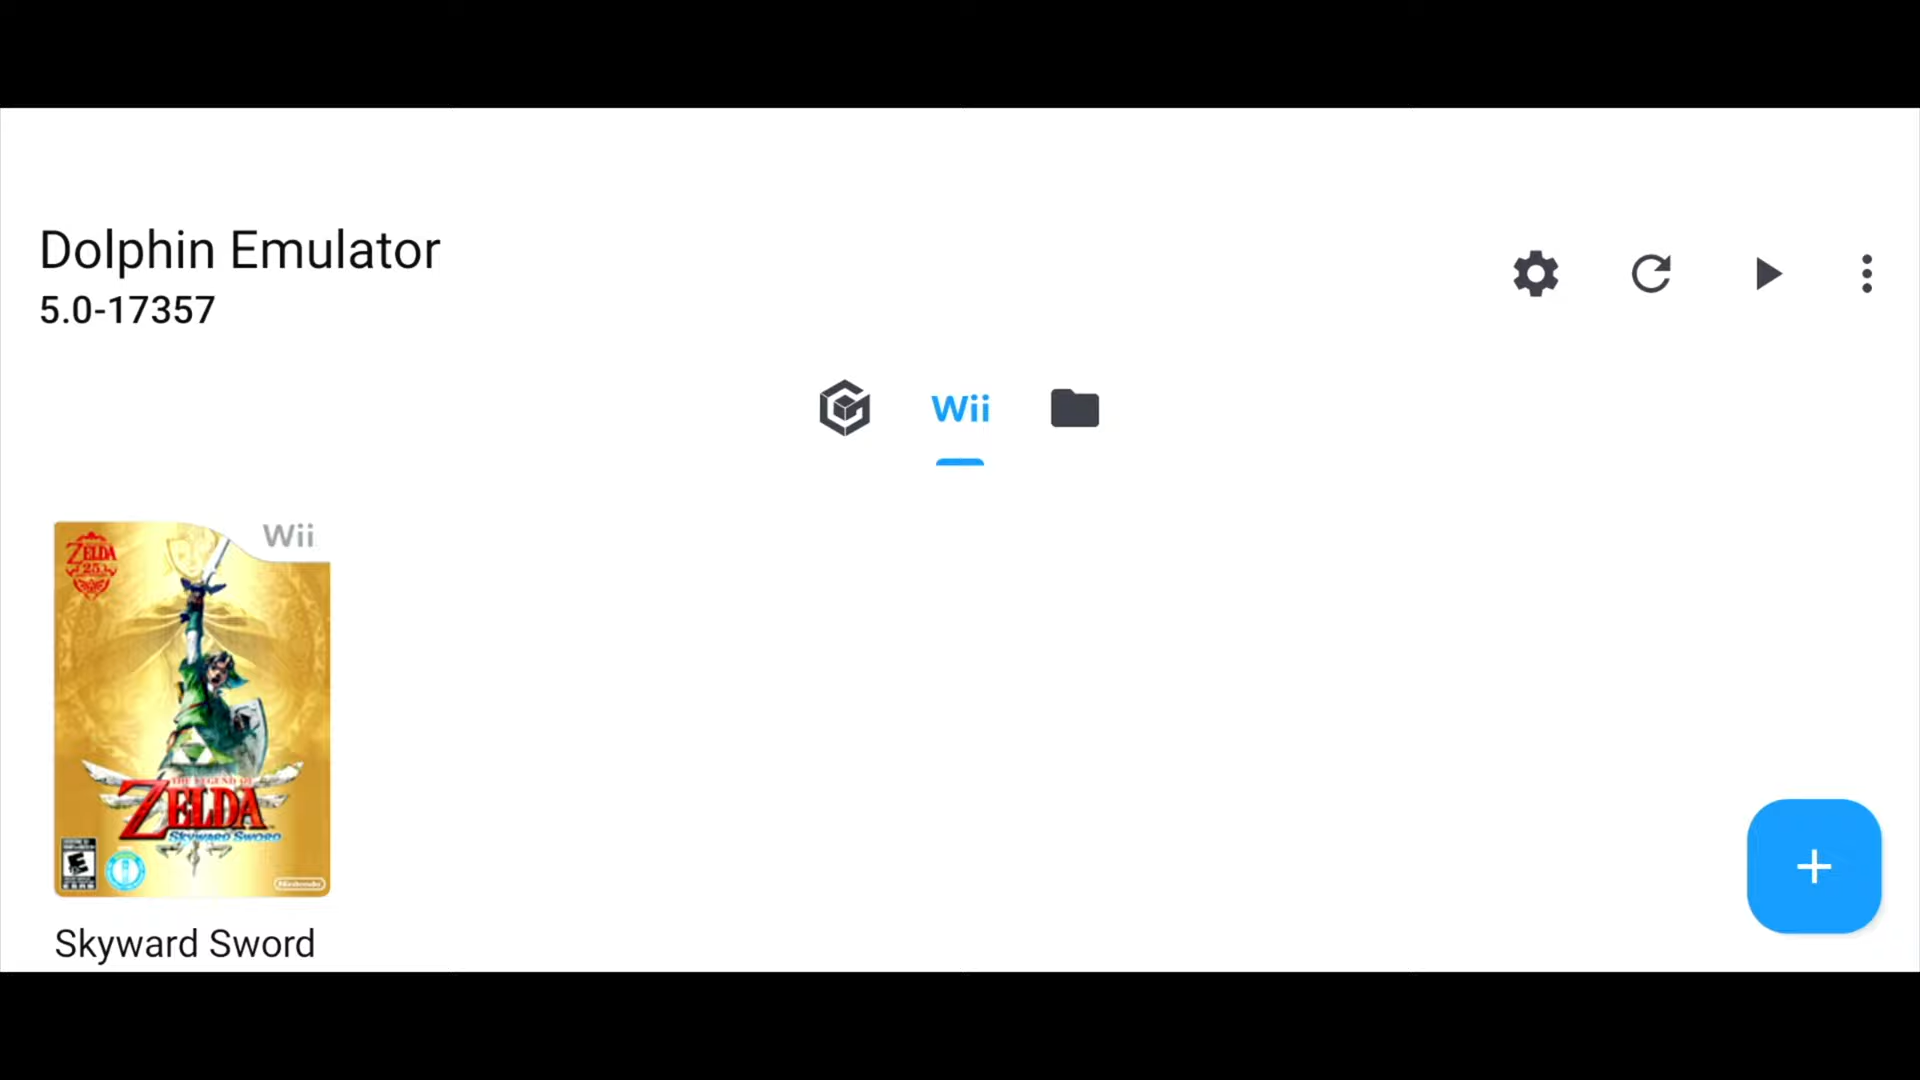 Dolphin Emulator
5.0-17357
Wii
Wii
ZELDA
25
THE LEGEND OF
ZELDA
SKYWARD SWORD
E
Nintendo
Skyward Sword